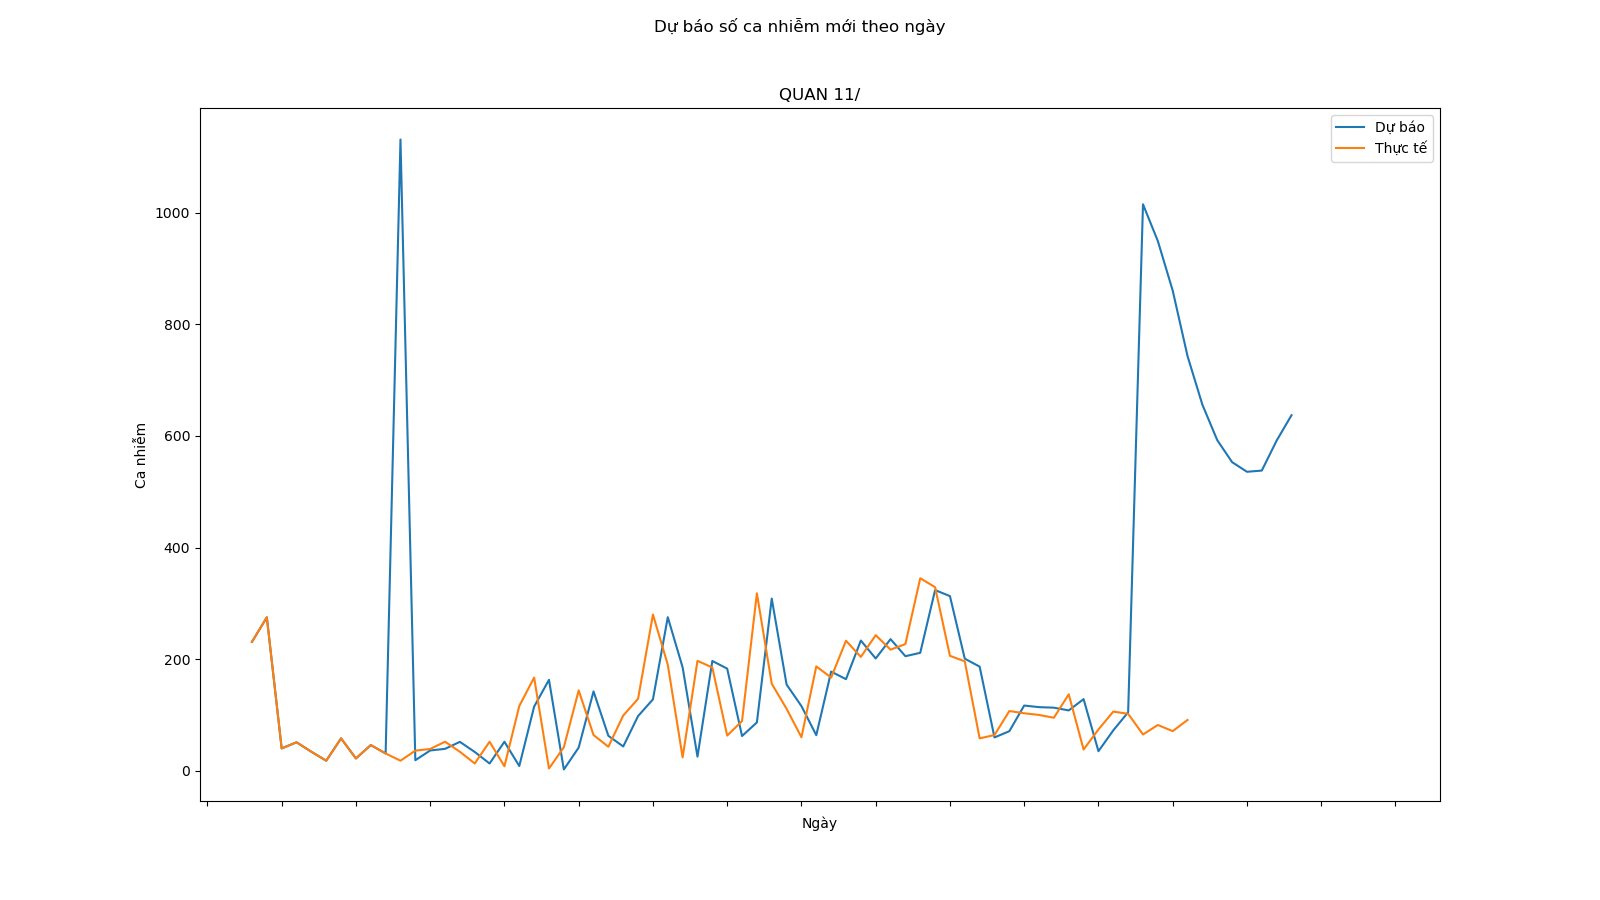 Dự báo số ca nhiễm mới theo ngày
QUAN 11/
Dự báo
Thực tế
1000
800
600
400
200
0
Ca nhiễm
Ngày